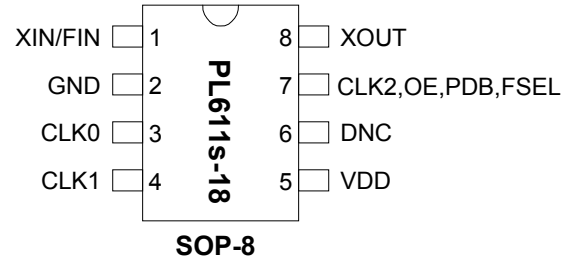 XIN/FIN 1 8 XOUT
GND 2 7 CLK2,OE,PDB,FSEL
CLK0 3 6 DNC
CLK1 4 5 VDD
PL611s-18
SOP-8